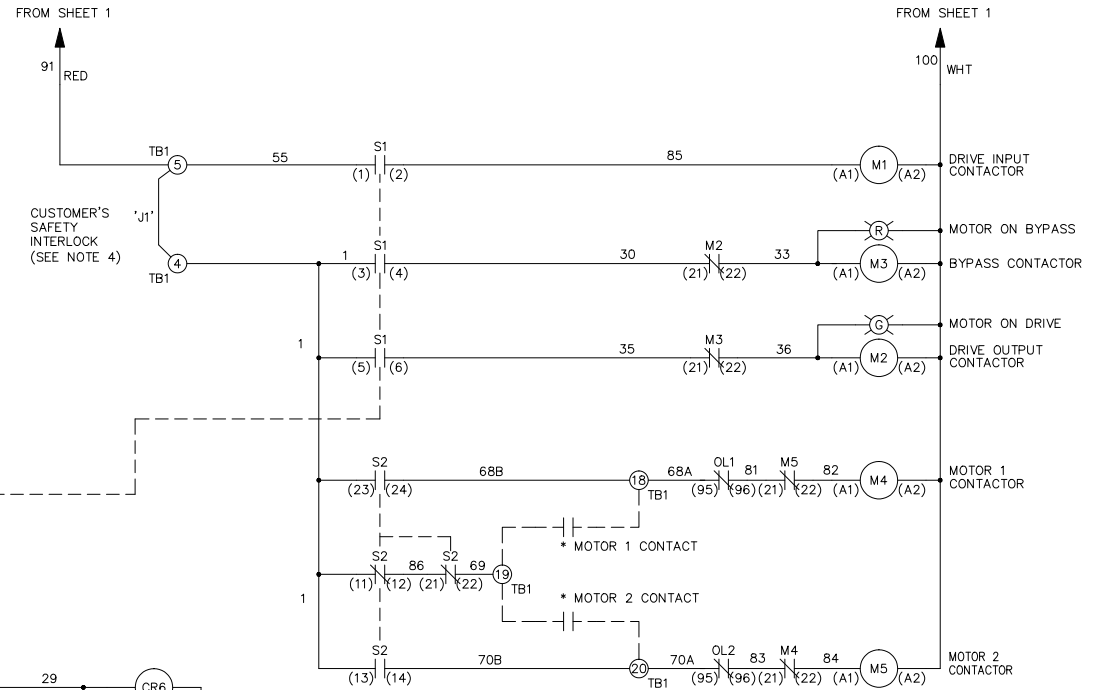 FROM SHEET 1
FROM SHEET 1
91
RED
100
WHT
TB1
5
55
S1
(1)
(2)
85
(A1)
M1
(A2)
DRIVE INPUT
CONTACTOR
CUSTOMER'S
SAFETY
INTERLOCK
(SEE NOTE 4)
'J1'
R
MOTOR ON BYPASS
4
TB1
1
S1
(3)
(4)
30
M2
(21)
(22)
33
(A1)
M3
(A2)
BYPASS CONTACTOR
G
MOTOR ON DRIVE
1
S1
(5)
(6)
35
M3
(21)
(22)
36
(A1)
M2
(A2)
DRIVE OUTPUT
CONTACTOR
S2
(23)
(24)
68B
18
TB1
68A
OL1
(95)
(96)
81
M5
(21)
(22)
82
(A1)
M4
(A2)
MOTOR 1
CONTACTOR
* MOTOR 1 CONTACT
S2
(11)
(12)
86
S2
(21)
(22)
69
19
TB1
1
* MOTOR 2 CONTACT
S2
(13)
(14)
70B
20
TB1
70A
OL2
(95)
(96)
83
M4
(21)
(22)
84
(A1)
M5
(A2)
MOTOR 2
CONTACTOR
29
CR6